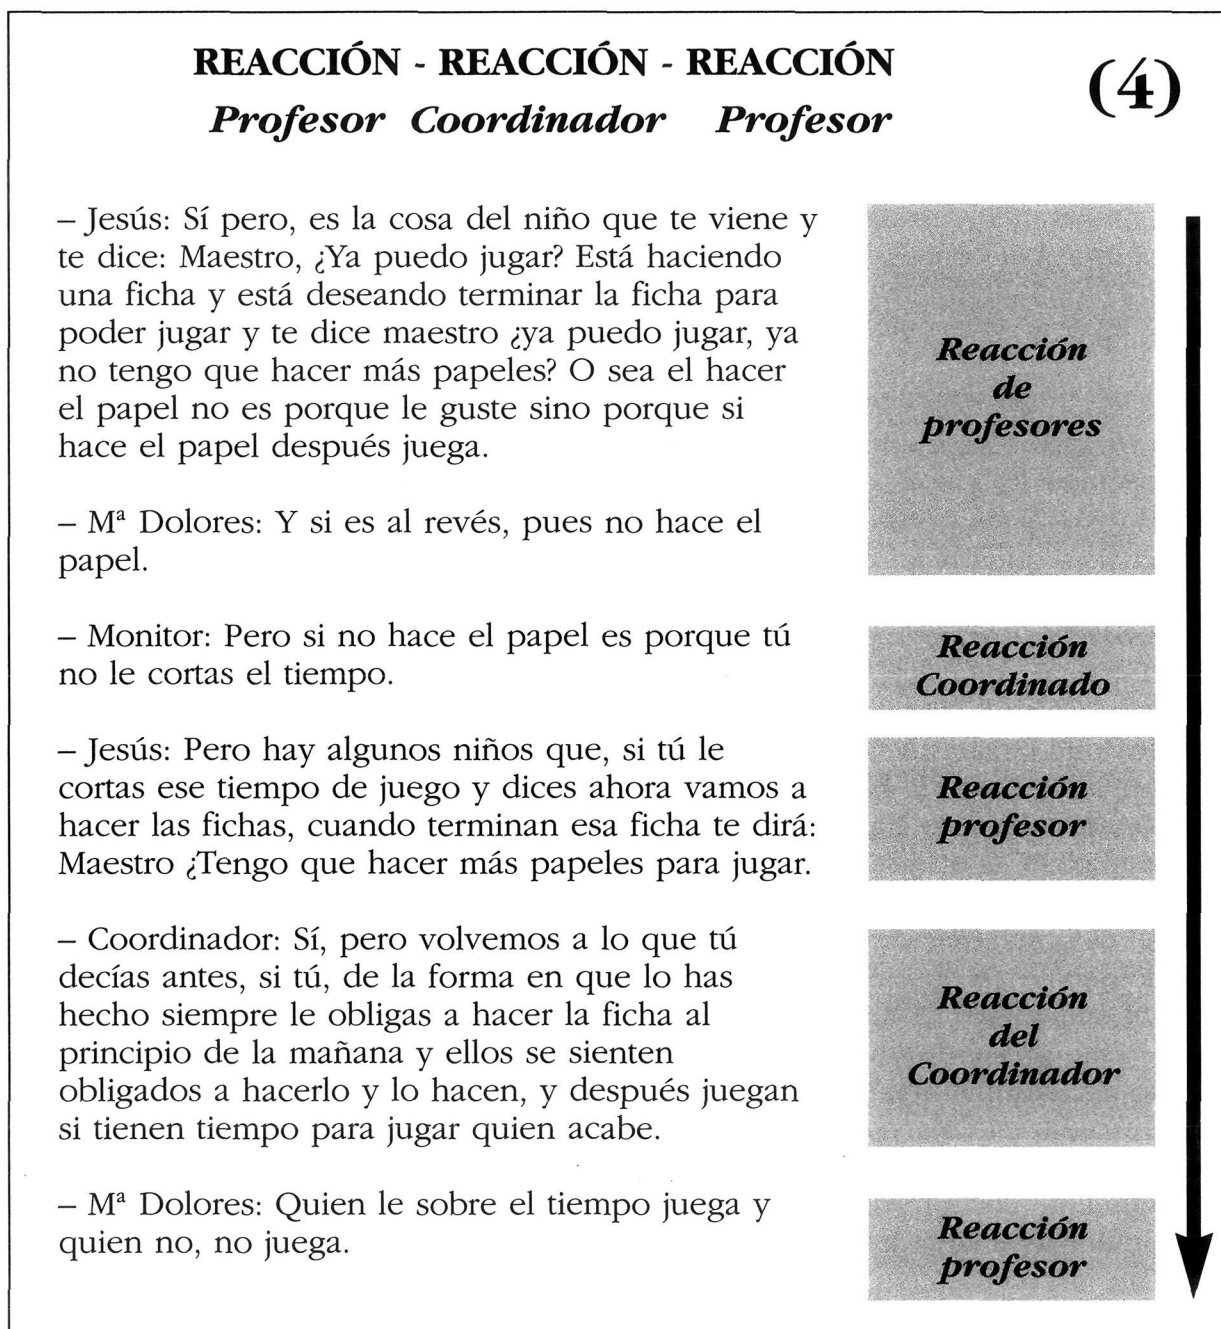 REACCIÓN - REACCIÓN - REACCIÓN
(4)
Profesor Coordinador Profesor
– Jesús: Sí pero, es la cosa del niño que te viene y
te dice: Maestro, ¿Ya puedo jugar? Está haciendo
una ficha y está deseando terminar la ficha para
poder jugar y te dice maestro ¿ya puedo jugar, ya
no tengo que hacer más papeles? O sea el hacer
el papel no es porque le guste sino porque si
hace el papel después juega.
– Mª Dolores: Y si es al revés, pues no hace el
papel.
Reacción
de
profesores
– Monitor: Pero si no hace el papel es porque tú
no le cortas el tiempo.
Reacción
Coordinado
– Jesús: Pero hay algunos niños que, si tú le
cortas ese tiempo de juego y dices ahora vamos a
hacer las fichas, cuando terminan esa ficha te dirá:
Maestro ¿Tengo que hacer más papeles para jugar.
Reacción
profesor
– Coordinador: Sí, pero volvemos a lo que tú
decías antes, si tú, de la forma en que lo has
hecho siempre le obligas a hacer la ficha al
principio de la mañana y ellos se sienten
obligados a hacerlo y lo hacen, y después juegan
si tienen tiempo para jugar quien acabe.
Reacción
del
Coordinador
– Mª Dolores: Quien le sobre el tiempo juega y
quien no, no juega.
Reacción
profesor